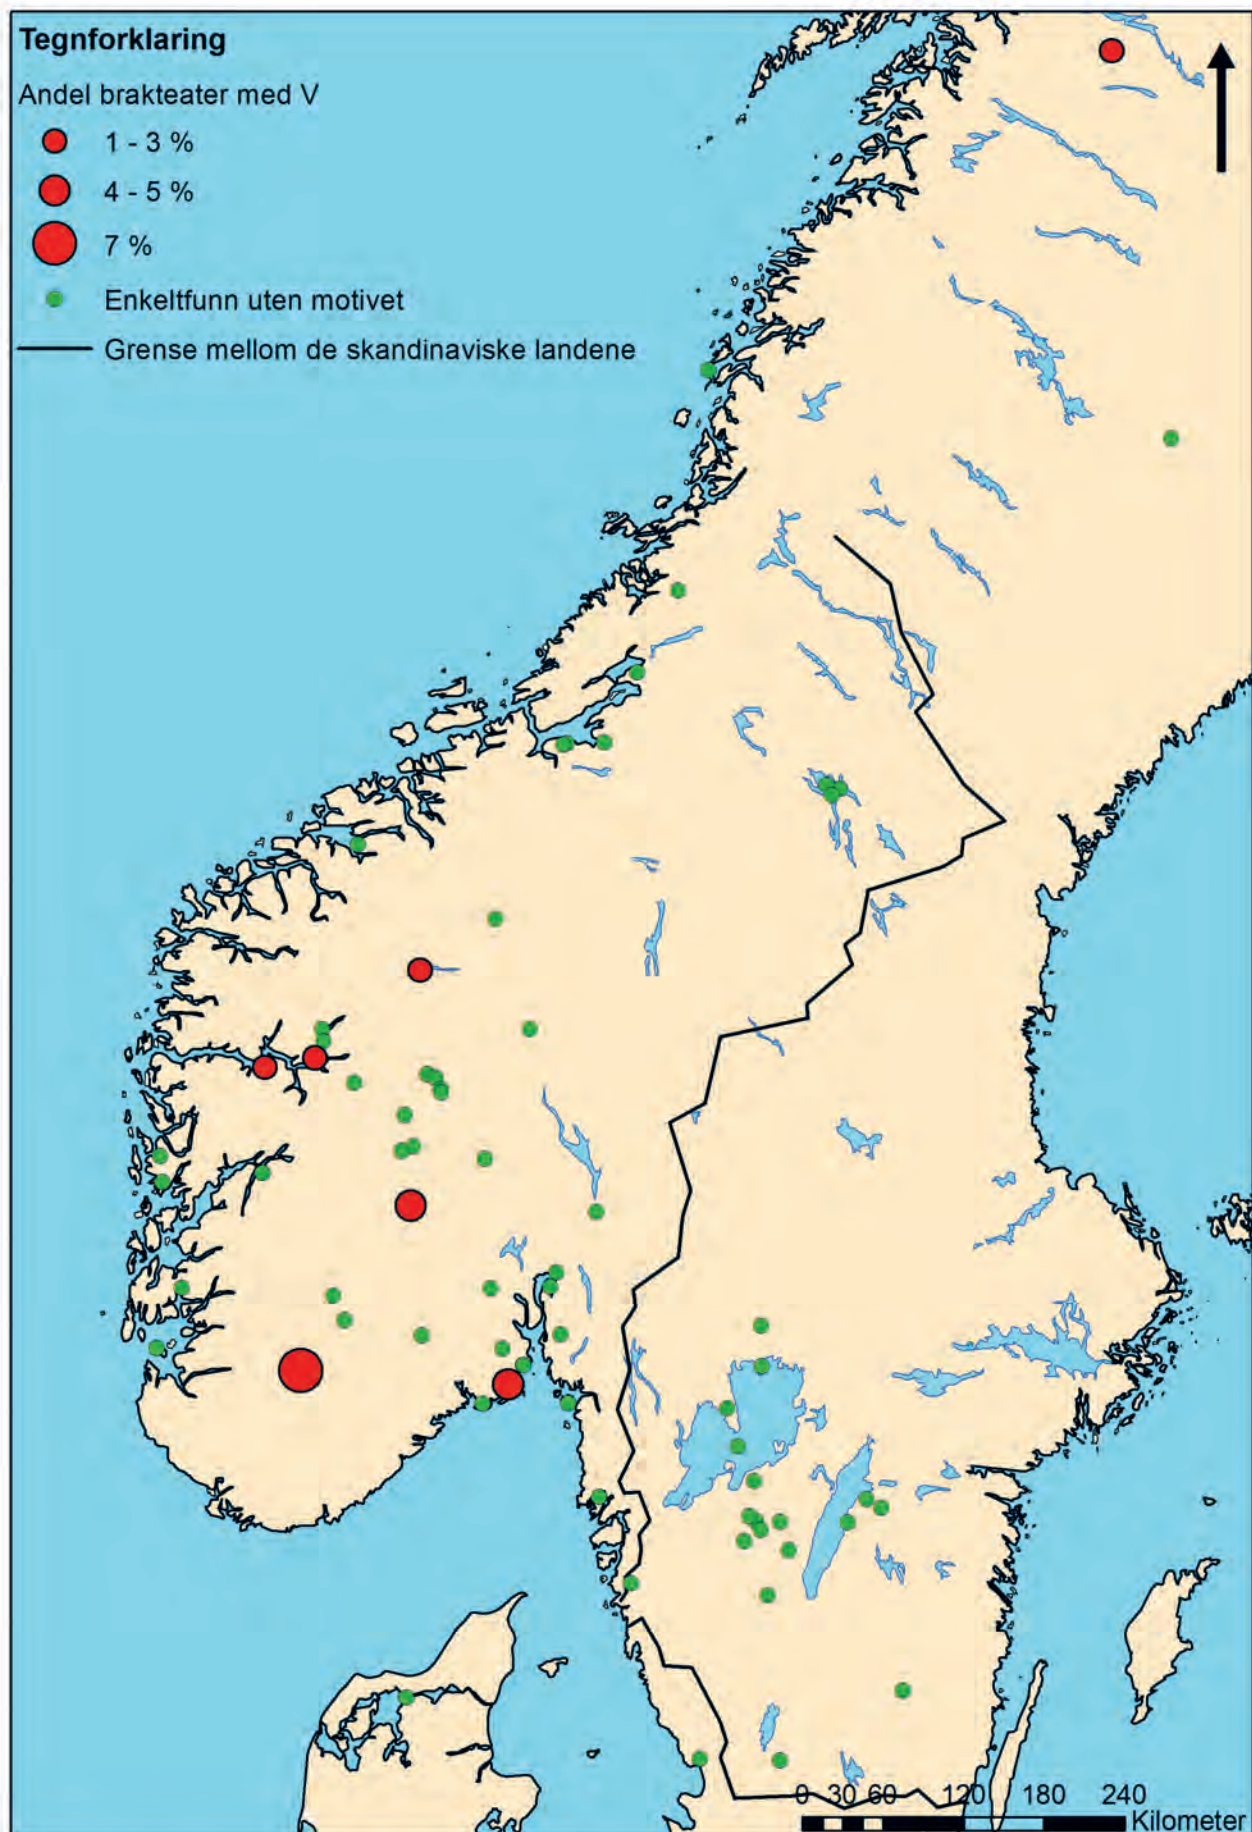 Tegnforklaring
Andel brakteater med V
1 - 3 %
4 - 5 %
7 %
Enkeltfunn uten motivet
Grense mellom de skandinaviske landene
0 30 60 120 180 240
Kilometer